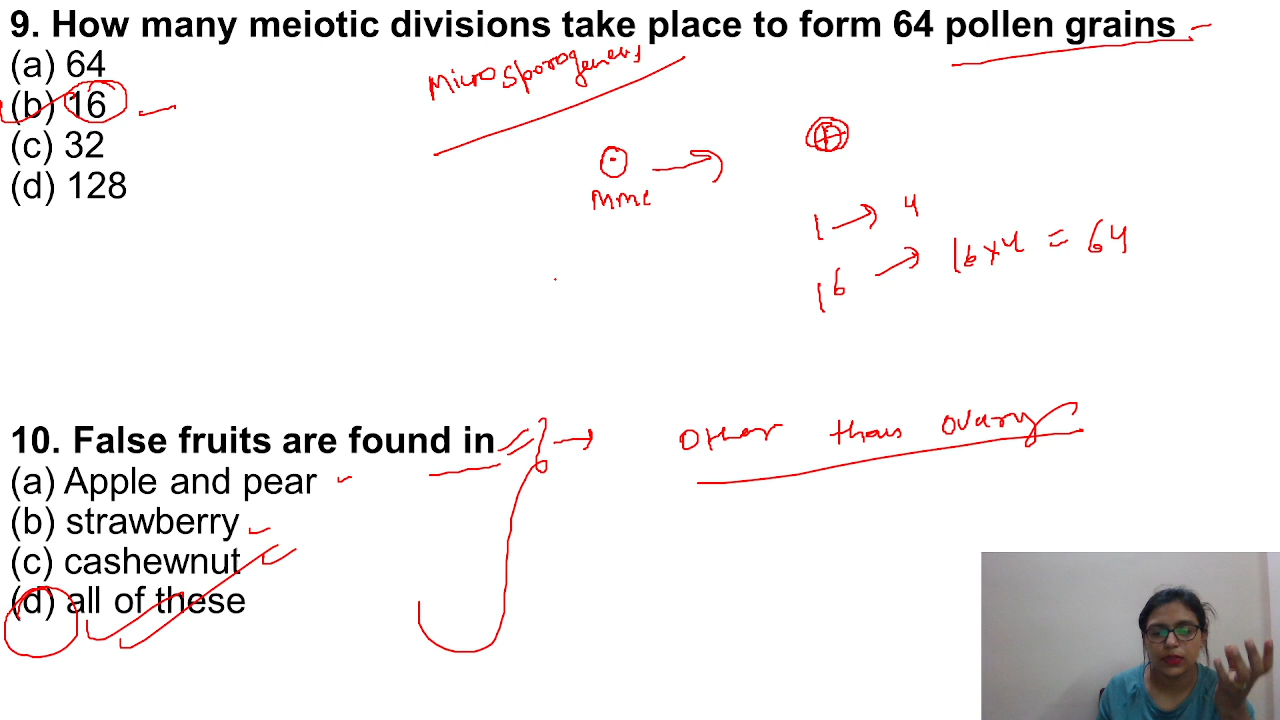 9. How many meiotic divisions take place to form 64 pollen grains
(a) 64
(b) 16
(c) 32
(d) 128
Microsporogenesis
MMC
1 → 4
16 → 16x4 = 64
10. False fruits are found in
(a) Apple and pear
(b) strawberry
(c) cashewnut
(d) all of these
→ Other than ovary